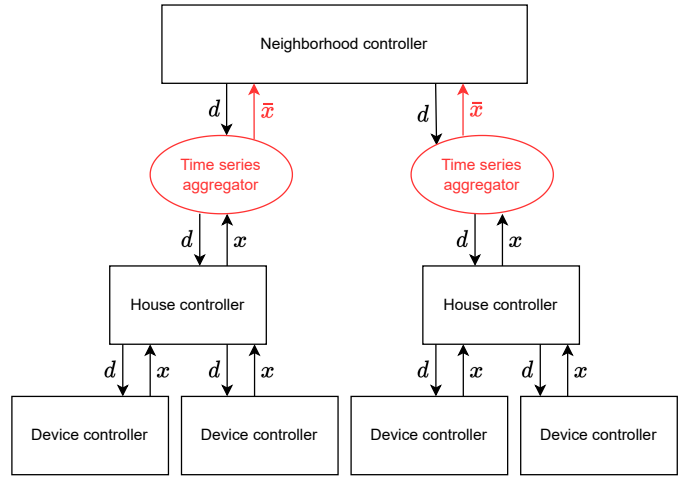 Neighborhood controller
d x̄ d x̄
Time series
aggregator
Time series
aggregator
d x d x
House controller
House controller
d x d x d x d x
Device controller
Device controller
Device controller
Device controller